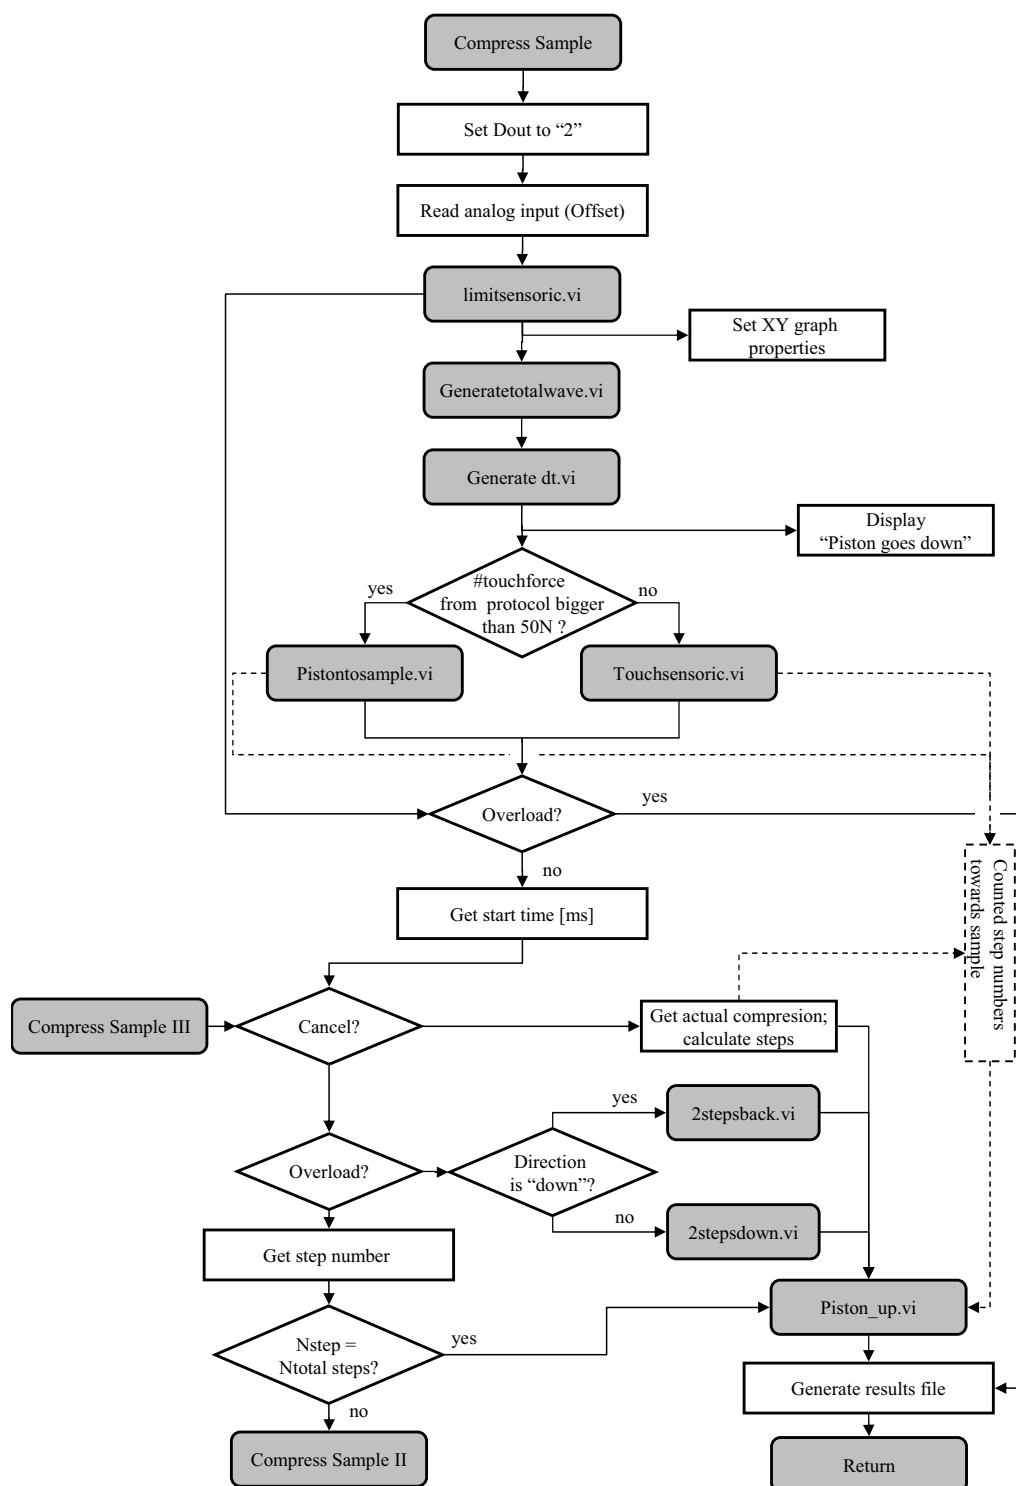 Compress Sample
Set Dout to “2”
Read analog input (Offset)
limitsensoric.vi
Set XY graph
properties
Generatetotalwave.vi
Generate dt.vi
Display
“Piston goes down”
#touchforce
from protocol bigger
than 50N ?
yes
no
Pistontosample.vi
Touchsensoric.vi
Overload?
yes
no
Counted step numbers
towards sample
Get start time [ms]
Compress Sample III
Cancel?
Get actual compresion;
calculate steps
yes
2stepsback.vi
Overload?
Direction
is “down”?
no
2stepsdown.vi
Get step number
Piston_up.vi
Nstep =
Ntotal steps?
yes
Generate results file
no
Compress Sample II
Return